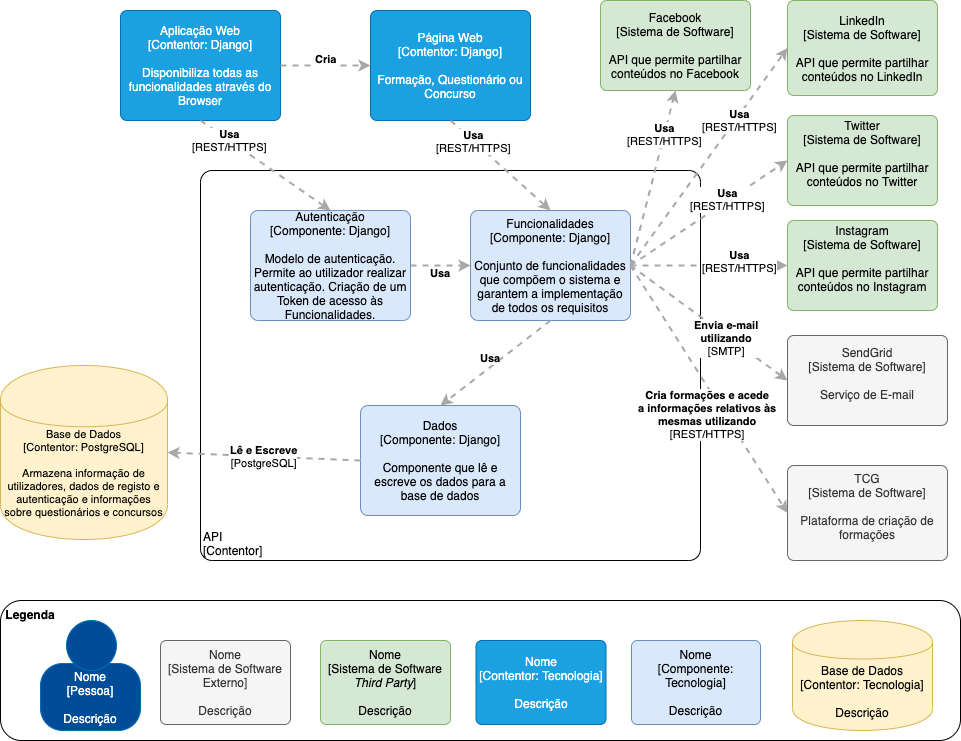 Aplicação Web
[Contentor: Django]
Disponibiliza todas as
funcionalidades através do
Browser
Cria
Página Web
[Contentor: Django]
Formação, Questionário ou
Concurso
Facebook
[Sistema de Software]
API que permite partilhar
conteúdos no Facebook
LinkedIn
[Sistema de Software]
API que permite partilhar
conteúdos no LinkedIn
Usa
[REST/HTTPS]
Usa
[REST/HTTPS]
Usa
[REST/HTTPS]
Usa
[REST/HTTPS]
Twitter
[Sistema de Software]
API que permite partilhar
conteúdos no Twitter
Usa
[REST/HTTPS]
Autenticação
[Componente: Django]
Modelo de autenticação.
Permite ao utilizador realizar
autenticação. Criação de um
Token de acesso às
Funcionalidades.
Usa
Funcionalidades
[Componente: Django]
Conjunto de funcionalidades
que compõem o sistema e
garantem a implementação
de todos os requisitos
Usa
[REST/HTTPS]
Instagram
[Sistema de Software]
API que permite partilhar
conteúdos no Instagram
Envia e-mail
utilizando
[SMTP]
SendGrid
[Sistema de Software]
Serviço de E-mail
Usa
Cria formações e acede
a informações relativos às
mesmas utilizando
[REST/HTTPS]
Base de Dados
[Contentor: PostgreSQL]
Armazena informação de
utilizadores, dados de registo e
autenticação e informações
sobre questionários e concursos
Lê e Escreve
[PostgreSQL]
Dados
[Componente: Django]
Componente que lê e
escreve os dados para a
base de dados
TCG
[Sistema de Software]
Plataforma de criação de
formações
API
[Contentor]
Legenda
Nome
[Pessoa]
Descrição
Nome
[Sistema de Software
Externo]
Descrição
Nome
[Sistema de Software
Third Party]
Descrição
Nome
[Contentor: Tecnologia]
Descrição
Nome
[Componente:
Tecnologia]
Descrição
Base de Dados
[Contentor: Tecnologia]
Descrição